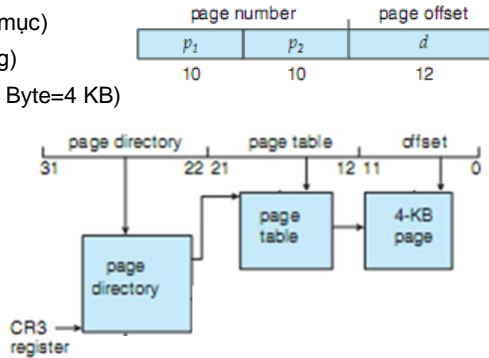 mục)
page number page offset
p1 p2 d
g)
10 10 12
Byte=4 KB)
page directory page table offset
31 22 21 12 11 0
page directory
page table
4-KB page
CR3 register